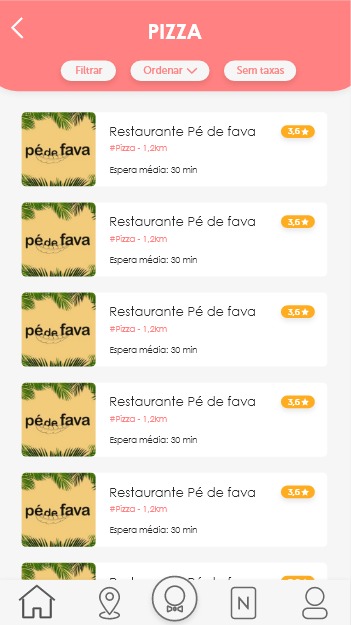 PIZZA
Filtrar
Ordenar
Sem taxas
pé de fava
Restaurante Pé de fava
3,6
#Pizza - 1,2km
Espera média: 30 min
pé de fava
Restaurante Pé de fava
3,6
#Pizza - 1,2km
Espera média: 30 min
pé de fava
Restaurante Pé de fava
3,6
#Pizza - 1,2km
Espera média: 30 min
pé de fava
Restaurante Pé de fava
3,6
#Pizza - 1,2km
Espera média: 30 min
pé de fava
Restaurante Pé de fava
3,6
#Pizza - 1,2km
Espera média: 30 min
Restaurante Pé de fava
N